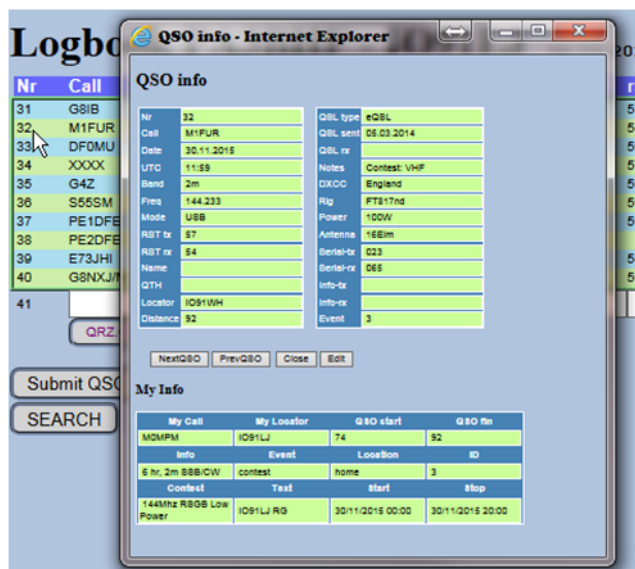 Logbo
QSO info - Internet Explorer
Nr Call
31 G8IB
32 M1FUR
33 DF0MU
34 XXXX
35 G4Z
36 S55SM
37 PE1DFE
38 PE2DFE
39 E73JHI
40 G8NXJ/
41
QRZ.
Submit QSO
SEARCH
QSO info
Nr 32 QSL type eQSL
Call M1FUR QSL sent 05.03.2014
Date 30.11.2015 QSL rx
UTC 11:59 Notes Contest: VHF
Band 2m DXCC England
Freq 144.233 Rig FT817nd
Mode USB Power 100W
RST tx 57 Antenna 16Elm
RST rx 54 Serial-tx 023
Name Serial-rx 065
QTH Info-tx
Locator IO91WH Info-rx
Distance 92 Event 3
NextQSO PrevQSO Close Edit
My Info
My Call My Locator QSO start QSO fin
M0MPM IO91LJ 74 92
Info Event Location ID
6 hr, 2m SSB/CW contest home 3
Contest Text Start Stop
144Mhz RSGB Low
Power IO91LJ RG 30/11/2015 00:00 30/11/2015 20:00